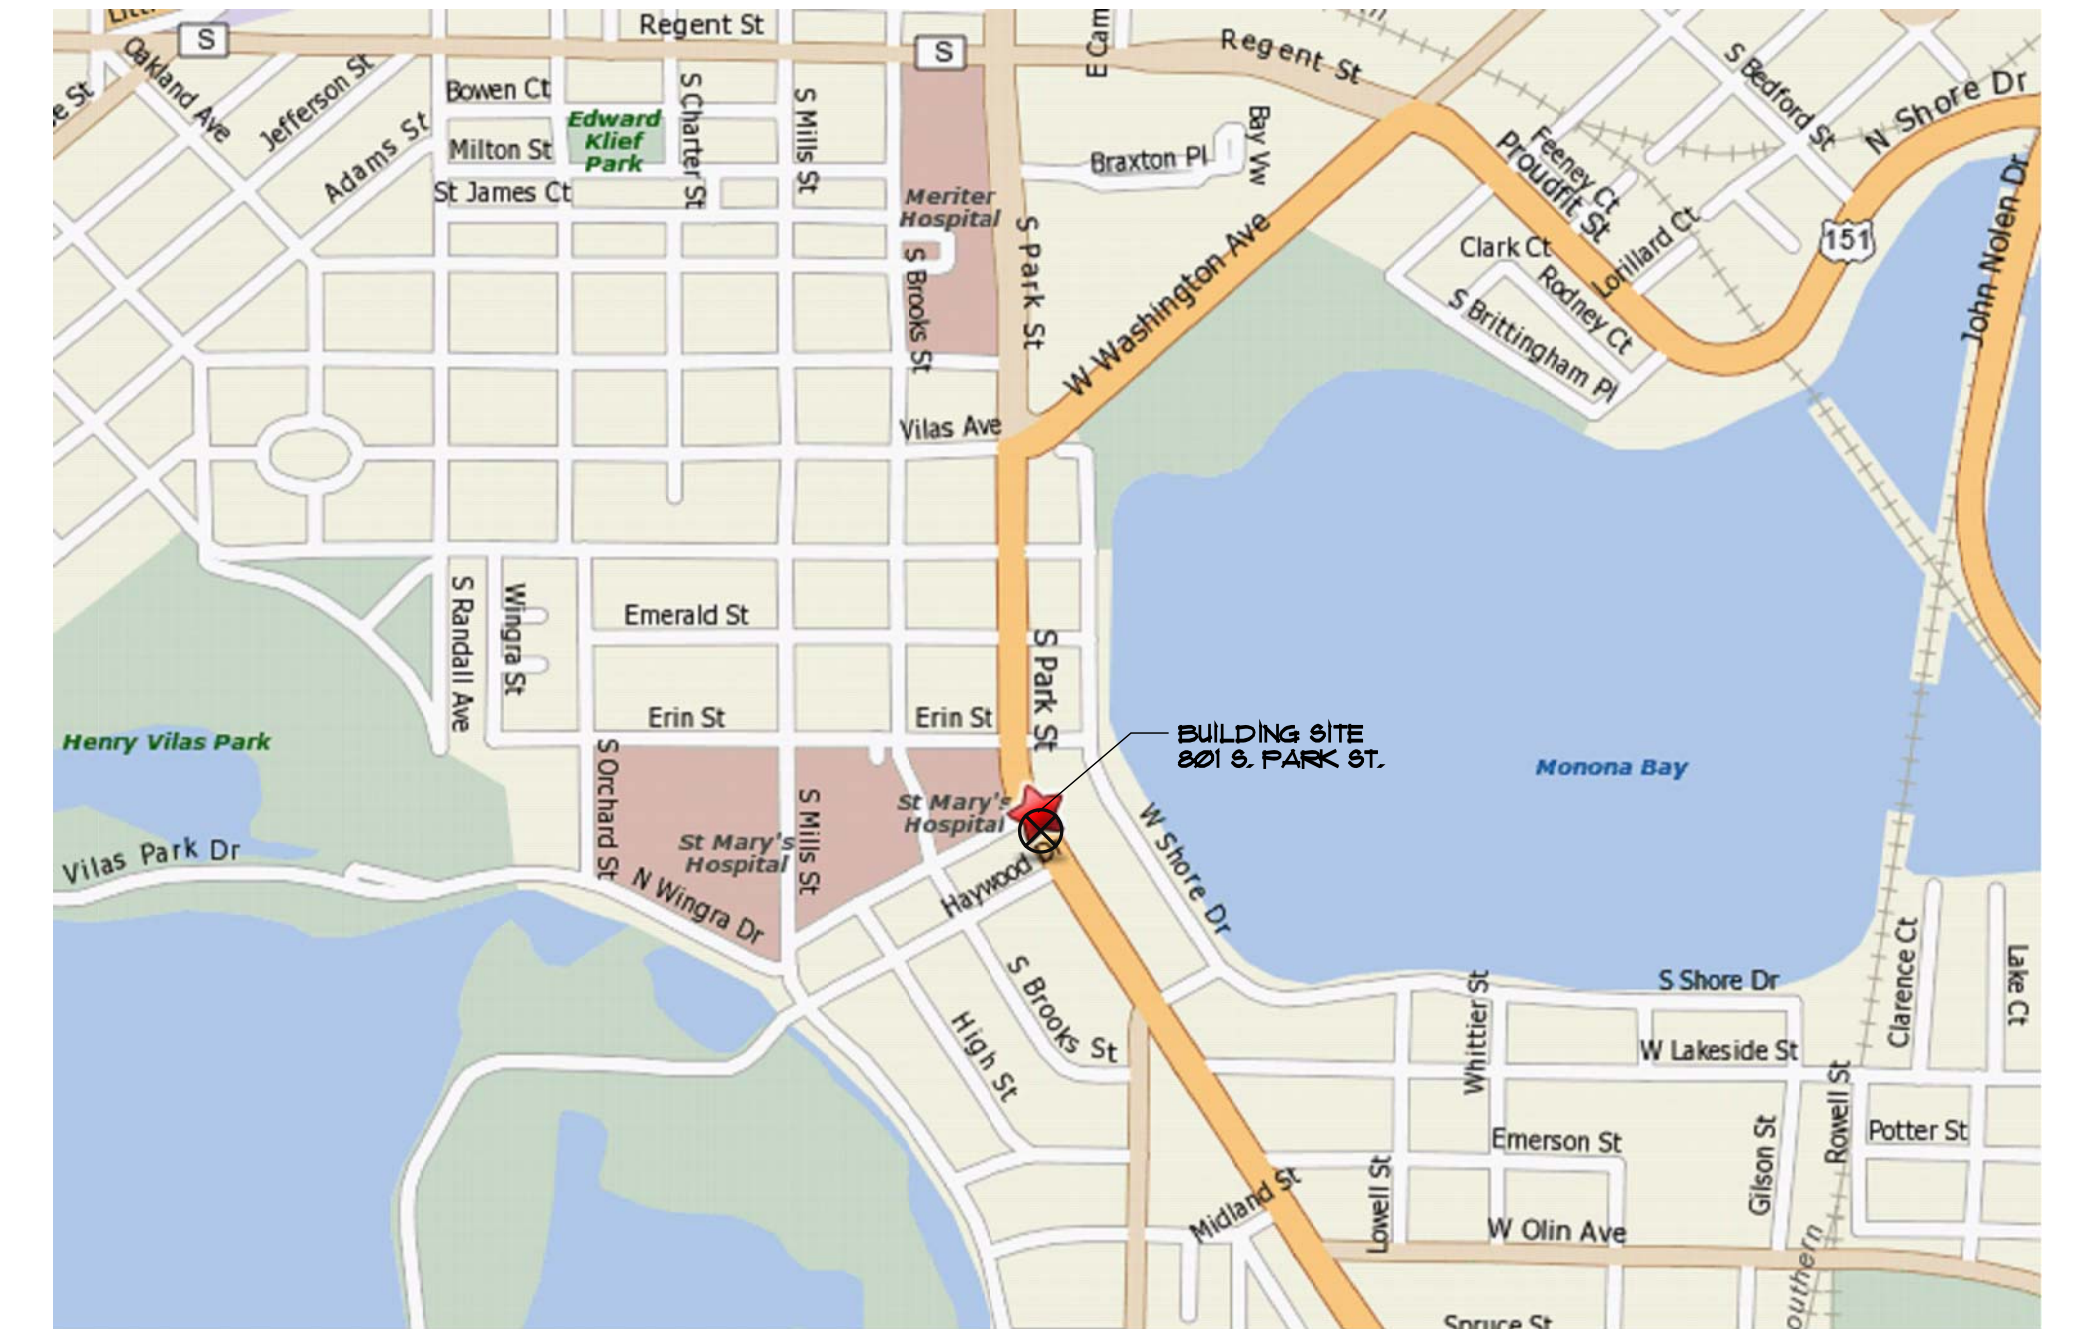 Regent St
S
S
E Cam
Regent St
S Bedford St
N Shore Dr
Oakland Ave
Jefferson St
Adams St
Bowen Ct
Edward
Klief
Park
S Charter St
S Mills St
Milton St
St James Ct
Meriter
Hospital
S Brooks St
S Park St
Braxton Pl
Bay Vw
W Washington Ave
Feeney Ct
Proudfit St
Lorillard Ct
Clark Ct
Rodney Ct
S Brittingham Pl
151
John Nolen Dr
Vilas Ave
S Randall Ave
Wingra St
Emerald St
Erin St
Erin St
S Park St
Henry Vilas Park
BUILDING SITE
801 S. PARK ST.
Monona Bay
S Orchard St
S Mills St
St Mary's
Hospital
St Mary's
Hospital
Vilas Park Dr
N Wingra Dr
Haywood
W Shore Dr
S Brooks St
High St
S Shore Dr
Whittier St
W Lakeside St
Clarence Ct
Lake Ct
Rowell St
Potter St
Emerson St
Gilson St
Lowell St
Midland St
W Olin Ave
outhern
Spruce St